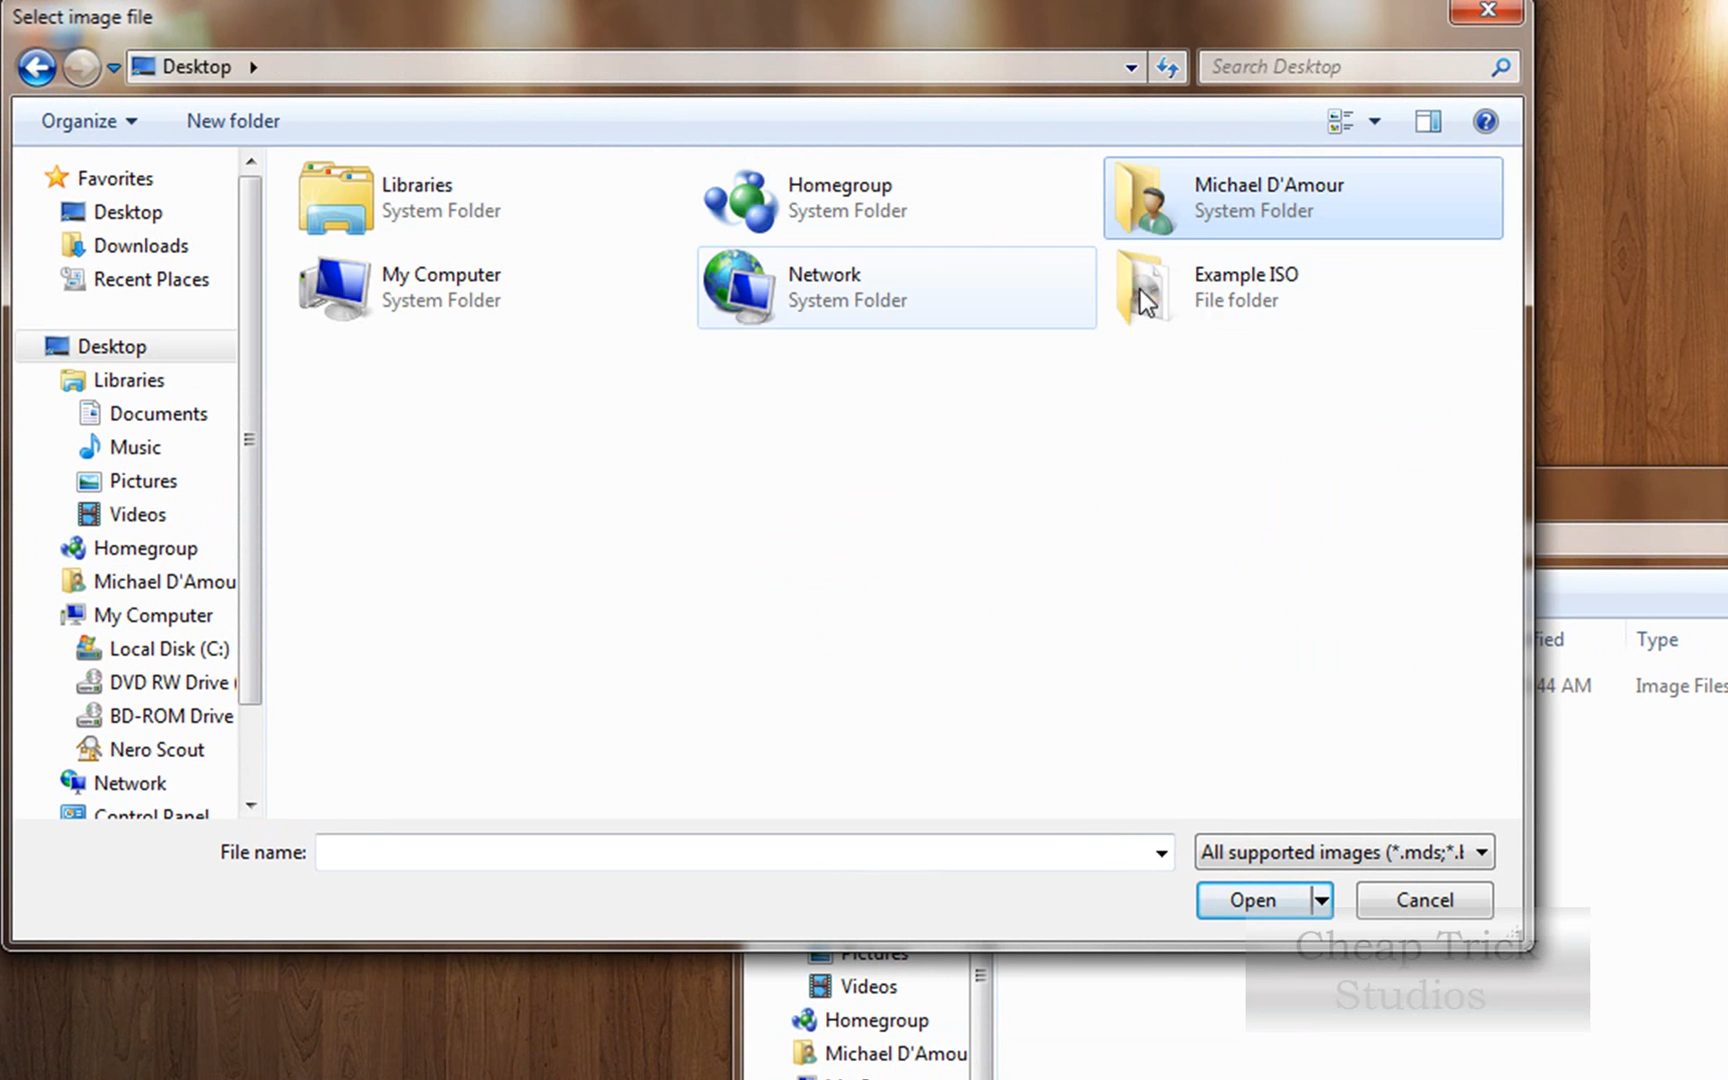 Select image file
Desktop
Search Desktop
Organize
New folder
Favorites
Desktop
Downloads
Recent Places
Desktop
Libraries
Documents
Music
Pictures
Videos
Homegroup
Michael D'Amou
My Computer
Local Disk (C:)
DVD RW Drive
BD-ROM Drive
Nero Scout
Network
Control Panel
Libraries
System Folder
Homegroup
System Folder
Michael D'Amour
System Folder
My Computer
System Folder
Network
System Folder
Example ISO
File folder
File name:
All supported images (*.mds;*.
Open
Cancel
fied
Type
44 AM
Image Files
Cheap Trick
Studios
Pictures
Videos
Homegroup
Michael D'Amou